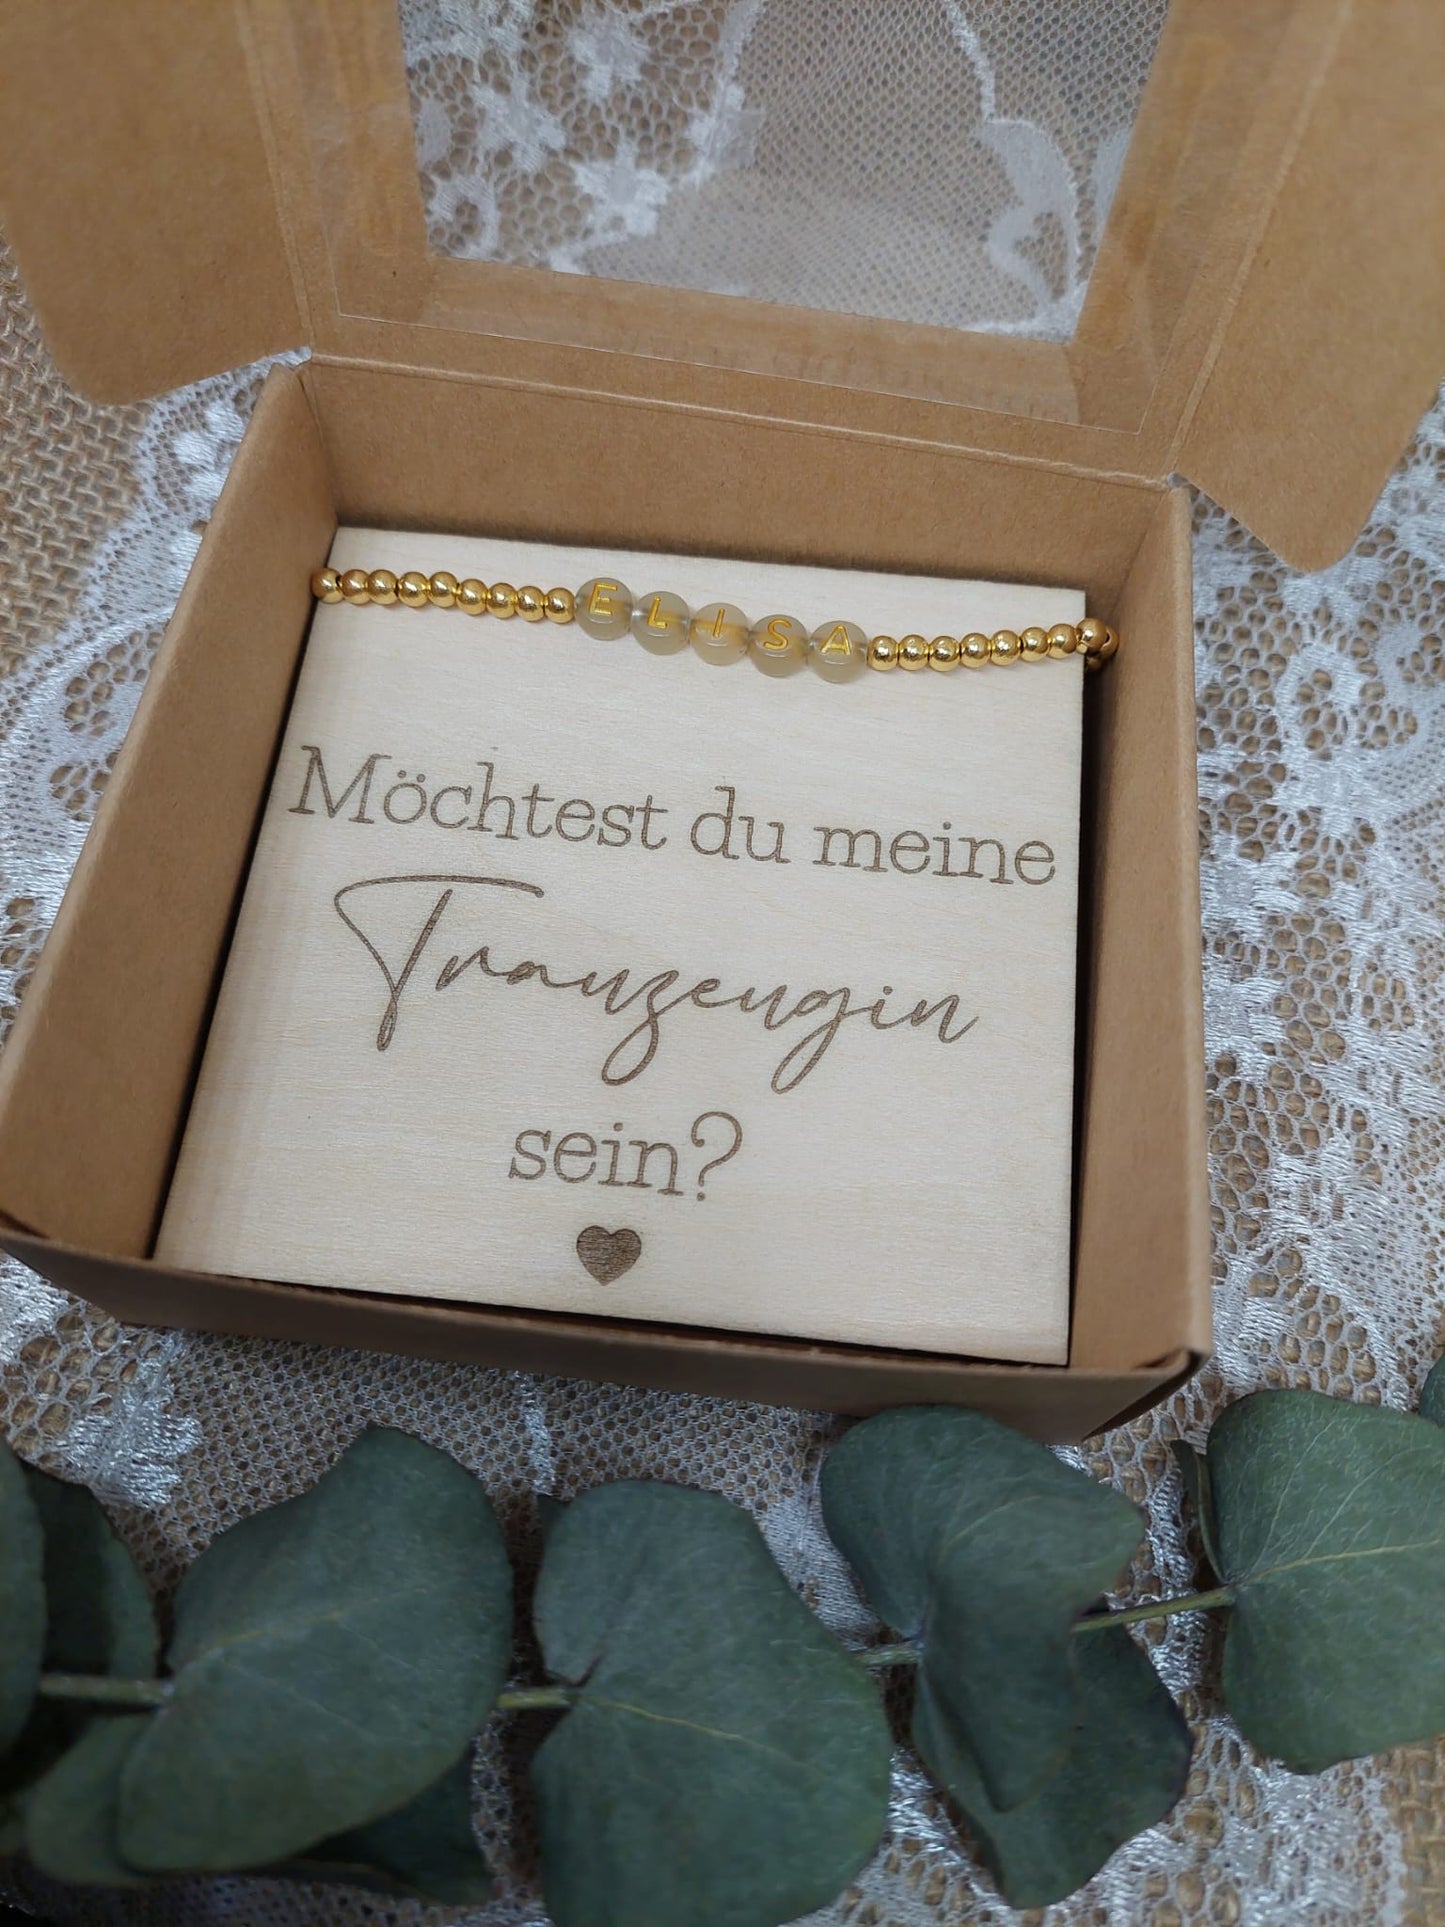 ELISA
Möchtest du meine
Trauzeugin
sein?